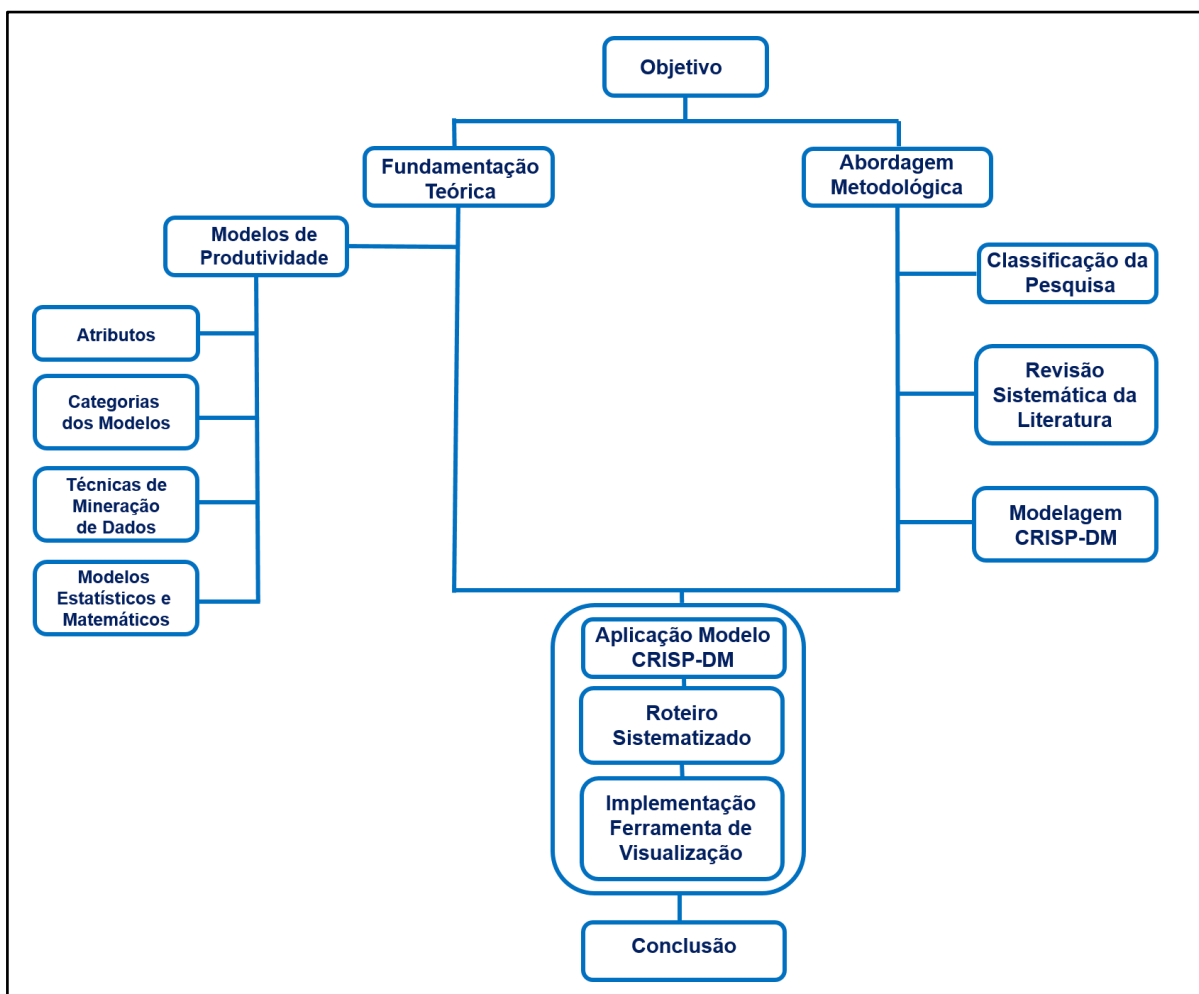 Objetivo
Fundamentação
Teórica
Abordagem
Metodológica
Modelos de
Produtividade
Atributos
Categorias
dos Modelos
Técnicas de
Mineração
de Dados
Modelos
Estatísticos e
Matemáticos
Classificação da
Pesquisa
Revisão
Sistemática da
Literatura
Modelagem
CRISP-DM
Aplicação Modelo
CRISP-DM
Roteiro
Sistematizado
Implementação
Ferramenta de
Visualização
Conclusão